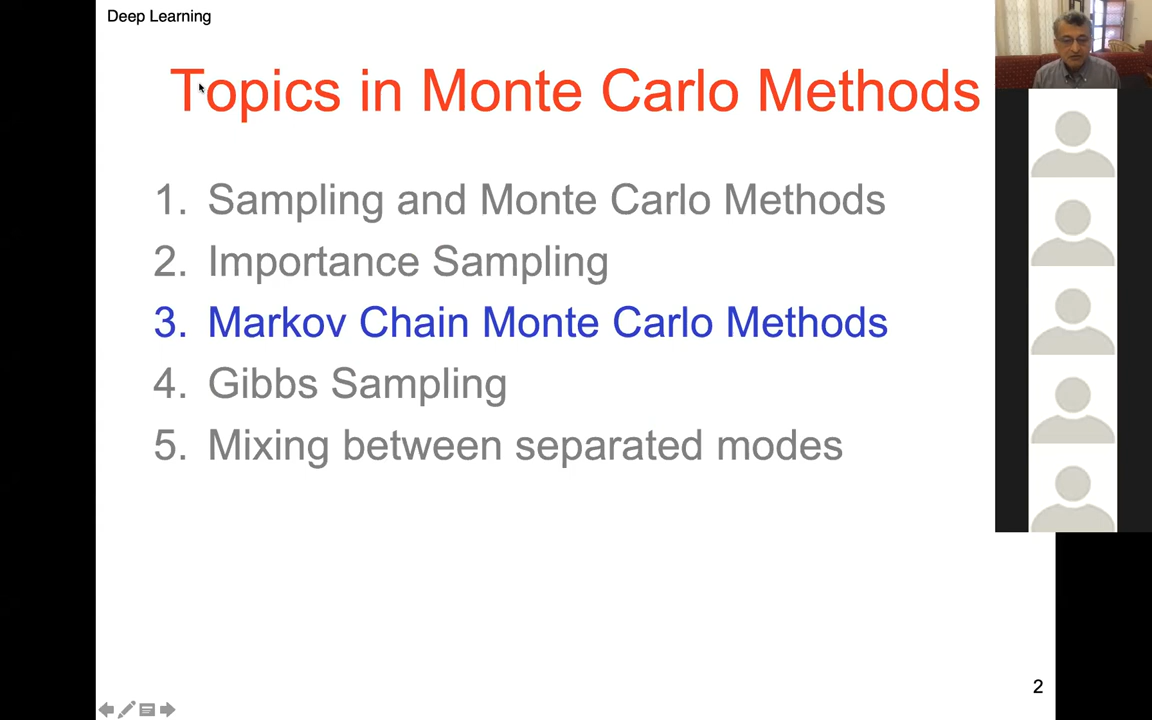 Deep Learning
Topics in Monte Carlo Methods
1. Sampling and Monte Carlo Methods
2. Importance Sampling
3. Markov Chain Monte Carlo Methods
4. Gibbs Sampling
5. Mixing between separated modes
2